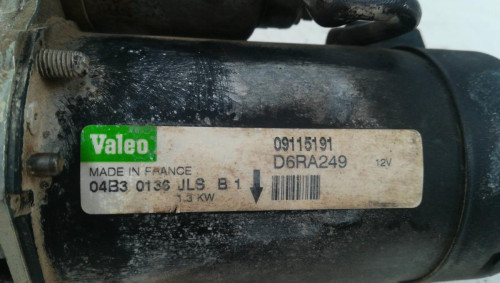 Valeo
09115191
MADE IN FRANCE
D6RA249 12V
04B3 0136 JLS B 1
1.3 KW